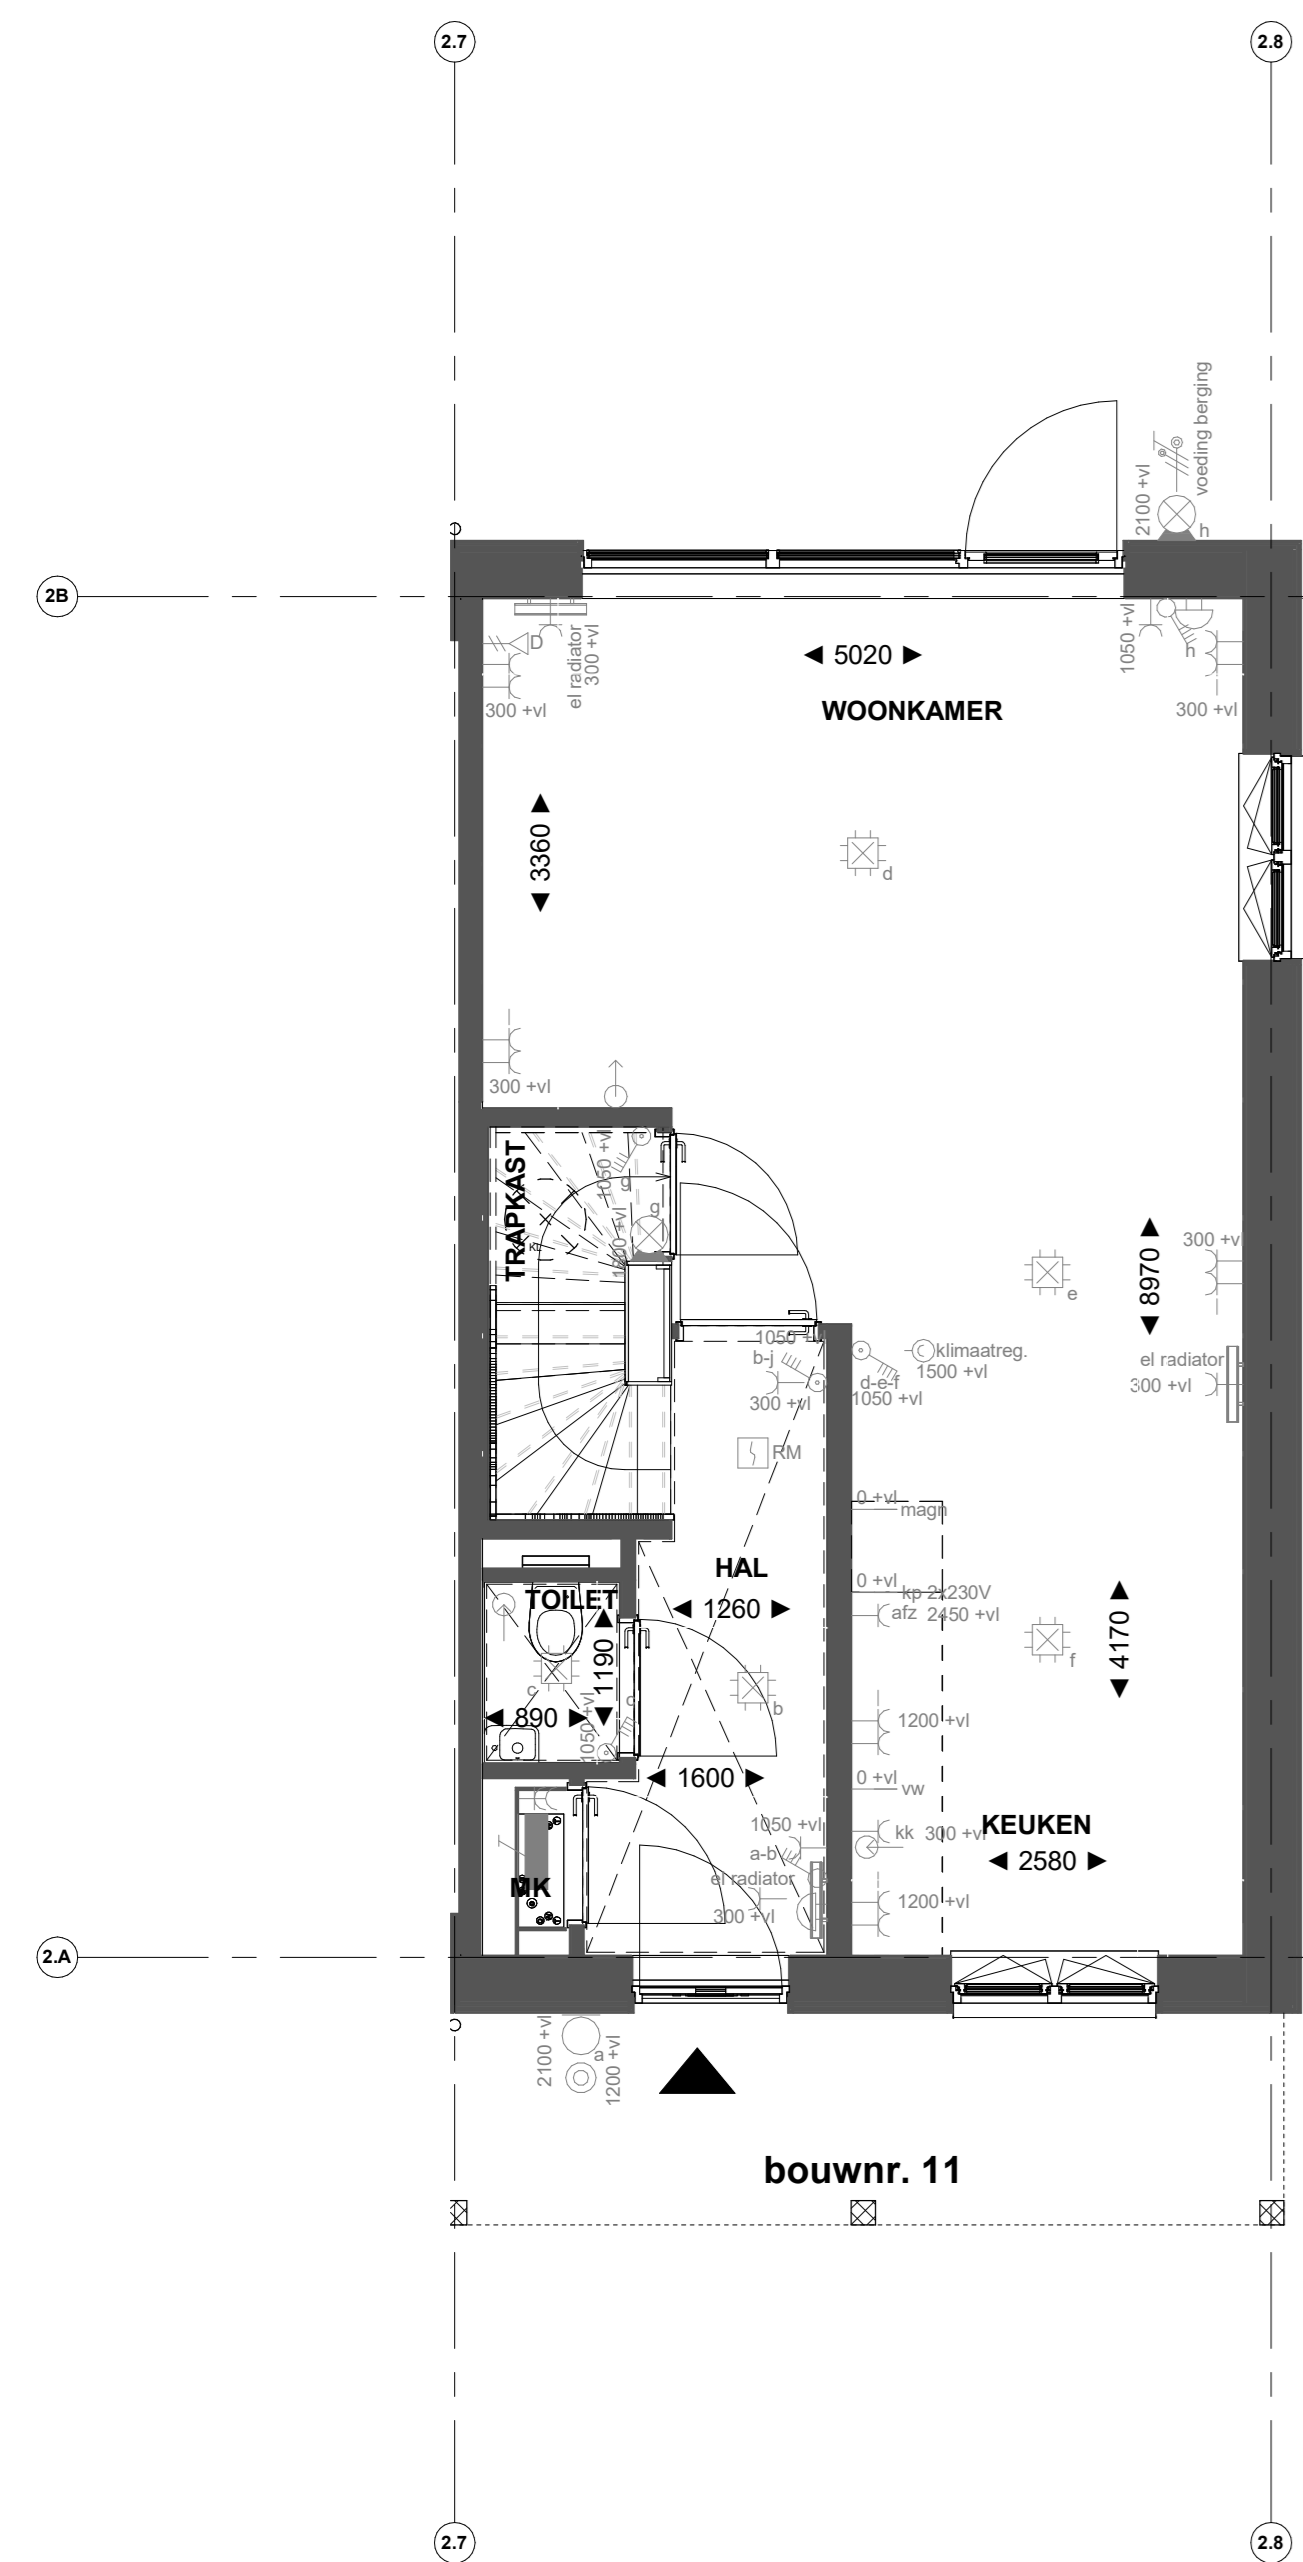 2.7
2.8
voeding berging
2100 +vl
h
2B
D
el radiator
300 +vl
300 +vl
5020
WOONKAMER
1050 +vl
h
300 +vl
3360
d
300 +vl
TRAPKAST
1050 +vl
g
g
KL
8970
300 +vl
e
1050 +vl
b-j
300 +vl
klimaatreg.
1500 +vl
d-e-f
1050 +vl
el radiator
300 +vl
RM
0 +vl
magn
HAL
1260
0 +vl
kp 2x230V
afz 2450 +vl
TOILET
1190
c
c
890
1050 +vl
b
f
4170
1200 +vl
1600
0 +vl
vw
1050 +vl
a-b
el radiator
300 +vl
kk 300 +vl
KEUKEN
2580
1200 +vl
MK
2.A
2100 +vl
a
1200 +vl
bouwnr. 11
2.7
2.8